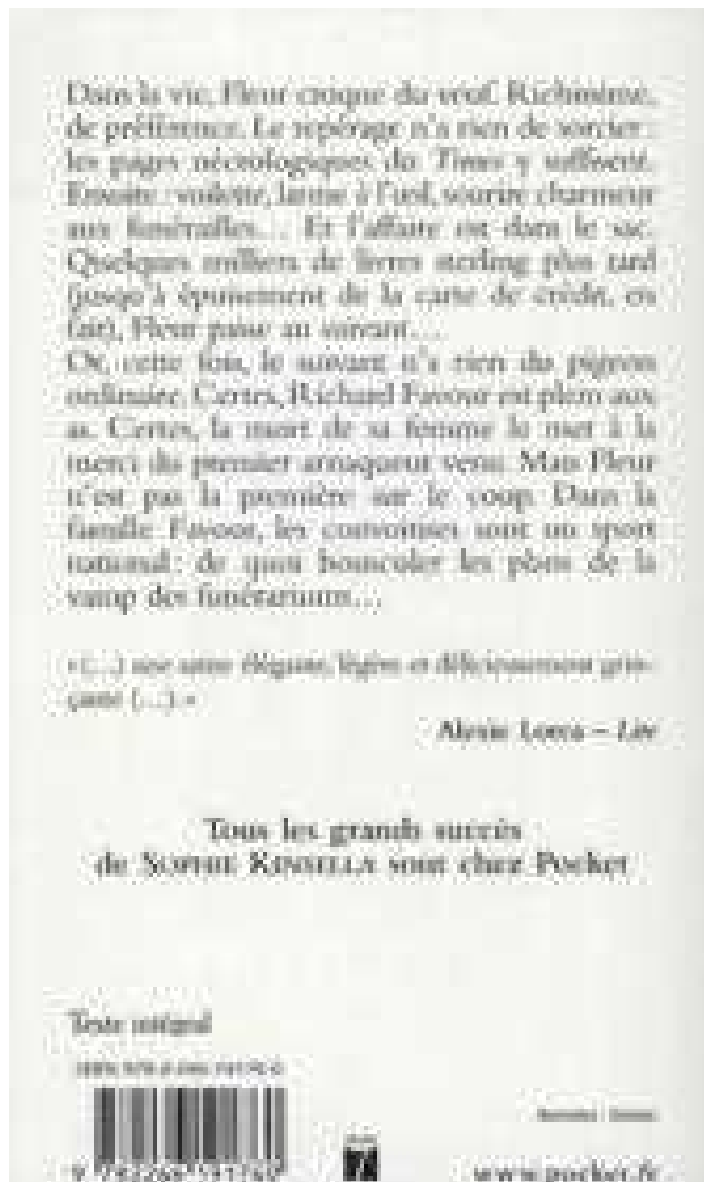 Dans la vie, Fleur croque du veuf. Richissime,
de préférence. Le repérage n'a rien de sorcier :
les pages nécrologiques du Times y suffisent.
Ensuite : voilette, larme à l'œil, sourire charmeur
aux funérailles... Et l'affaire est dans le sac.
Quelques milliers de livres sterling plus tard
(jusqu'à épuisement de la carte de crédit, en
fait), Fleur passe au suivant...
Or, cette fois, le suivant n'a rien du pigeon
ordinaire. Certes, Richard Favour est plein aux
as. Certes, la mort de sa femme le met à la
merci du premier arnaqueur venu. Mais Fleur
n'est pas la première sur le coup. Dans la
famille Favour, les convoitises sont un sport
national : de quoi bousculer les plans de la
vamp des funérariums...
« (...) une satire élégante, légère et délicieusement grin-
çante (...) »
Alexie Lorca – Lire
Tous les grands succès
de SOPHIE KINSELLA sont chez Pocket
Texte intégral
ISBN
www.pocket.fr